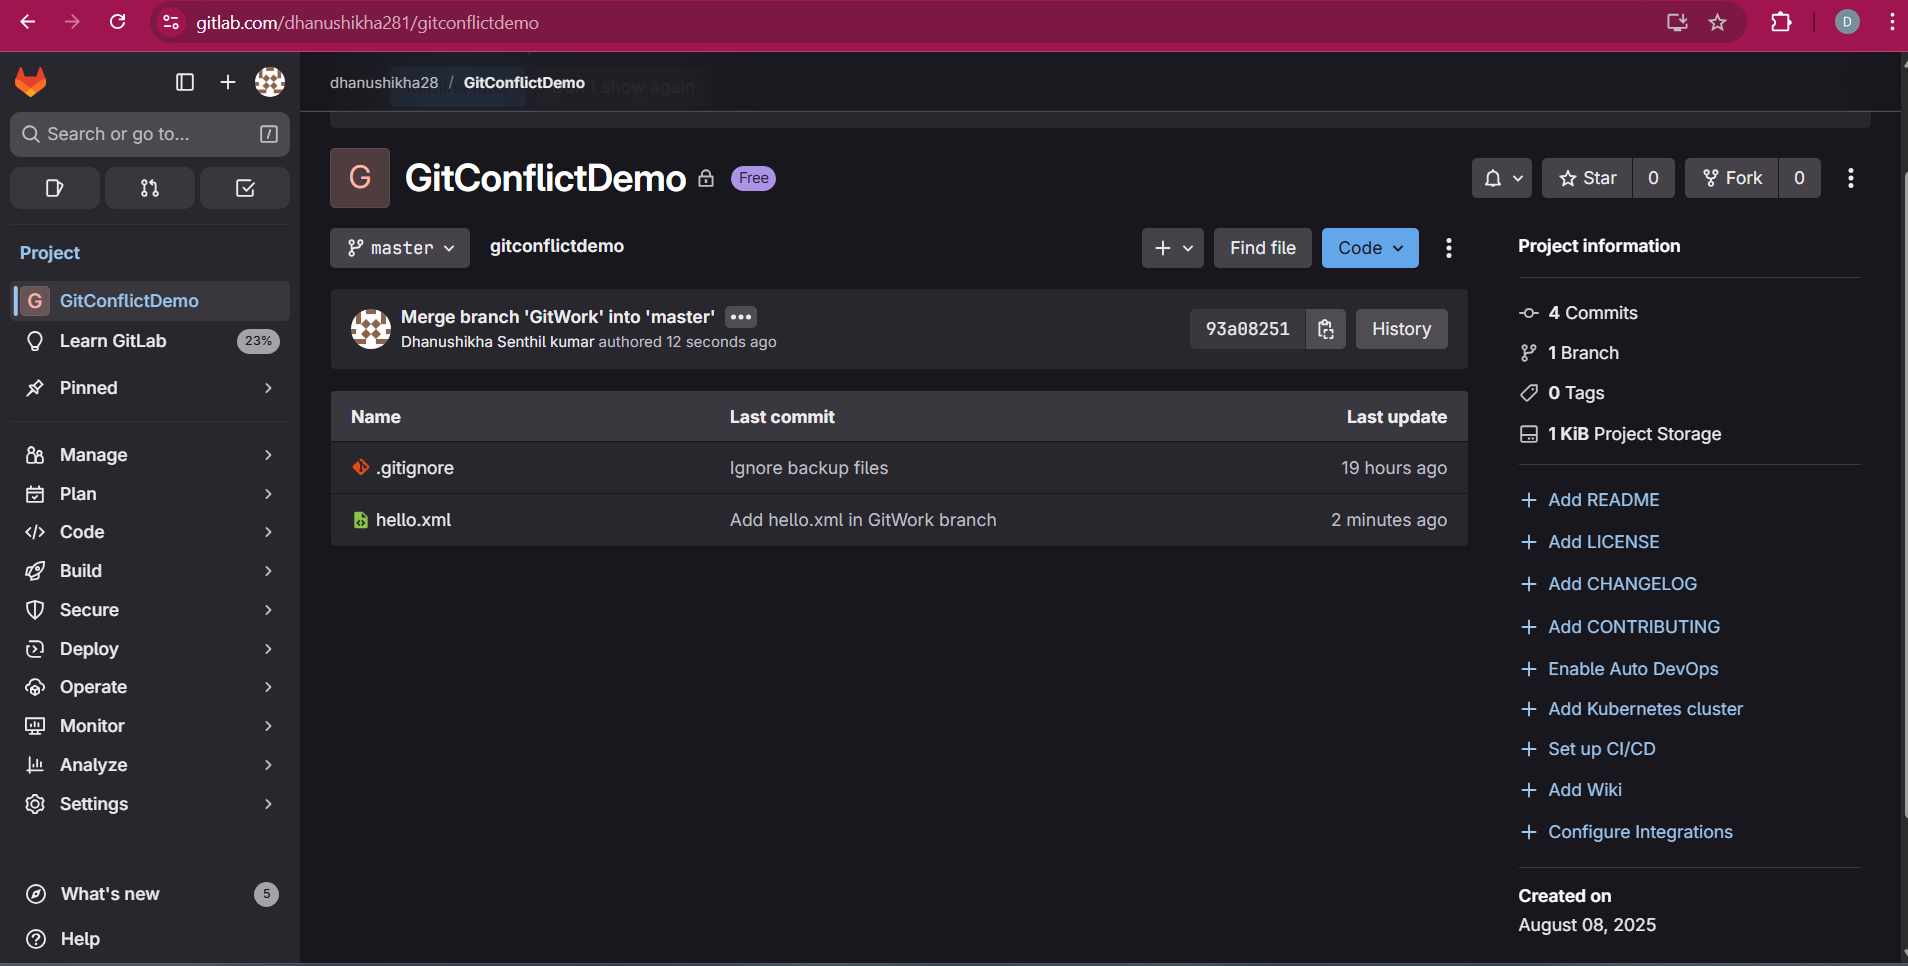 gitlab.com/dhanushikha281/gitconflictdemo
D
Search or go to...
/
Project
G GitConflictDemo
Learn GitLab 23%
Pinned
Manage
Plan
Code
Build
Secure
Deploy
Operate
Monitor
Analyze
Settings
What's new 5
Help
dhanushikha28 / GitConflictDemo
show again
G
GitConflictDemo Free
Star 0 Fork 0
master gitconflictdemo
Find file Code
Merge branch 'GitWork' into 'master'
Dhanushikha Senthil kumar authored 12 seconds ago
93a08251 History
Name Last commit Last update
.gitignore Ignore backup files 19 hours ago
hello.xml Add hello.xml in GitWork branch 2 minutes ago
Project information
4 Commits
1 Branch
0 Tags
1 KiB Project Storage
+ Add README
+ Add LICENSE
+ Add CHANGELOG
+ Add CONTRIBUTING
+ Enable Auto DevOps
+ Add Kubernetes cluster
+ Set up CI/CD
+ Add Wiki
+ Configure Integrations
Created on
August 08, 2025